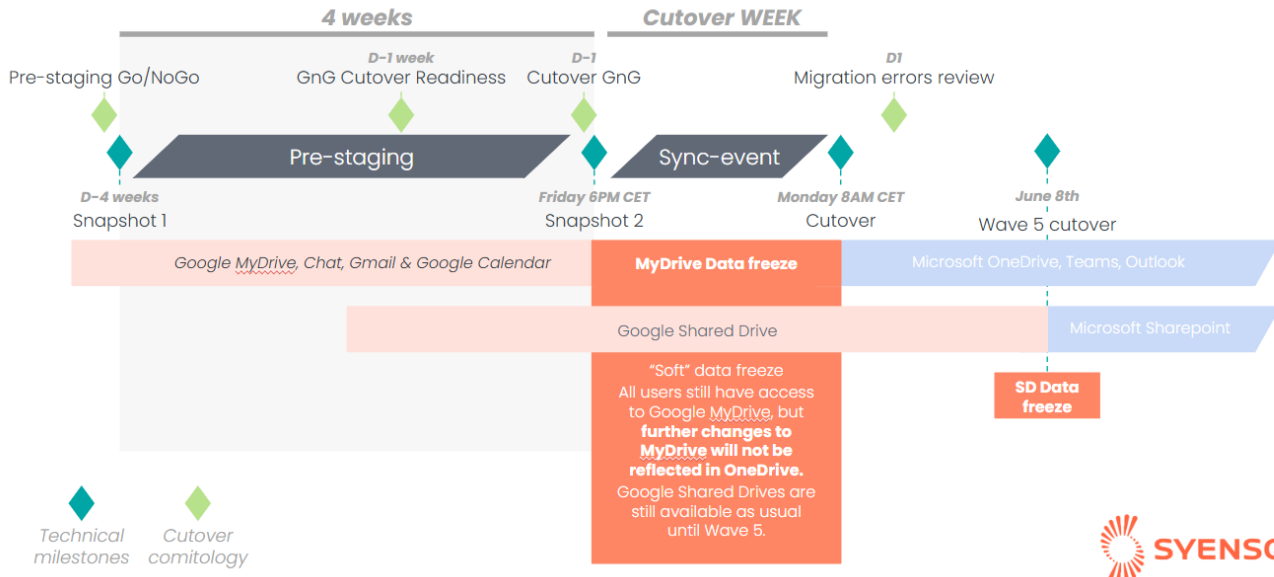 4 weeks
Cutover WEEK
D-1 week
D-1
D1
Pre-staging Go/NoGo
GnG Cutover Readiness
Cutover GnG
Migration errors review
Pre-staging
Sync-event
D-4 weeks
Friday 6PM CET
Monday 8AM CET
June 8th
Snapshot 1
Snapshot 2
Cutover
Wave 5 cutover
Google MyDrive, Chat, Gmail & Google Calendar
MyDrive Data freeze
Microsoft OneDrive, Teams, Outlook
Google Shared Drive
Microsoft Sharepoint
"Soft" data freeze
All users still have access
to Google MyDrive, but
further changes to
MyDrive will not be
reflected in OneDrive.
Google Shared Drives are
still available as usual
until Wave 5.
SD Data
freeze
Technical
milestones
Cutover
comitology